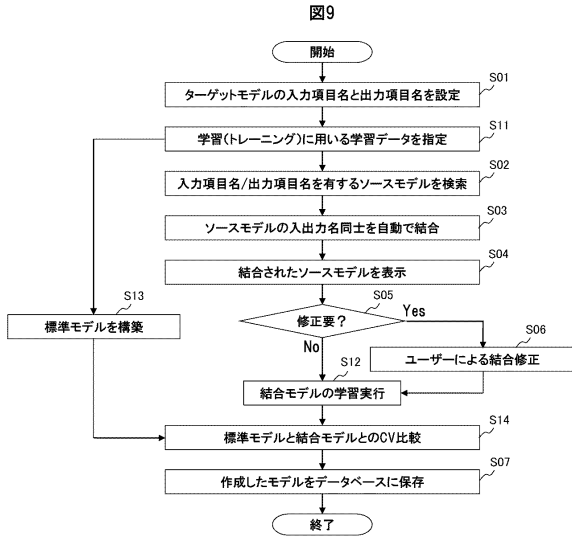 図9
開始
S01
ターゲットモデルの入力項目名と出力項目名を設定
S11
学習(トレーニング)に用いる学習データを指定
S02
入力項目名/出力項目名を有するソースモデルを検索
S03
ソースモデルの入出力名同士を自動で結合
S04
結合されたソースモデルを表示
S13
標準モデルを構築
S05
修正要?
Yes
No
S06
ユーザーによる結合修正
S12
結合モデルの学習実行
S14
標準モデルと結合モデルとのCV比較
S07
作成したモデルをデータベースに保存
終了